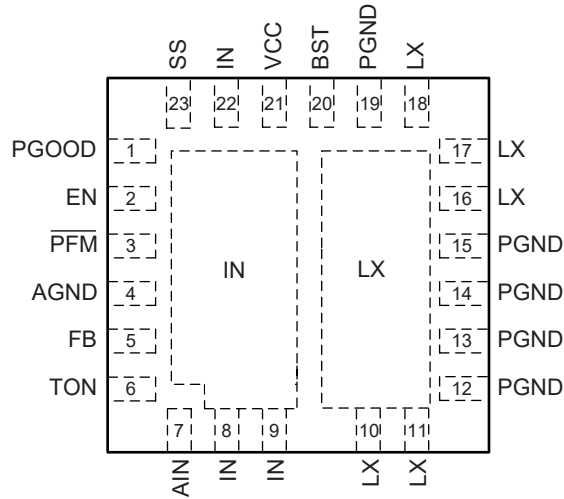 SS IN VCC BST PGND LX
23 22 21 20 19 18
PGOOD 1 17 LX
EN 2 16 LX
PFM 3 15 PGND
IN LX
AGND 4 14 PGND
FB 5 13 PGND
TON 6 12 PGND
7 8 9 10 11
AIN IN IN LX LX